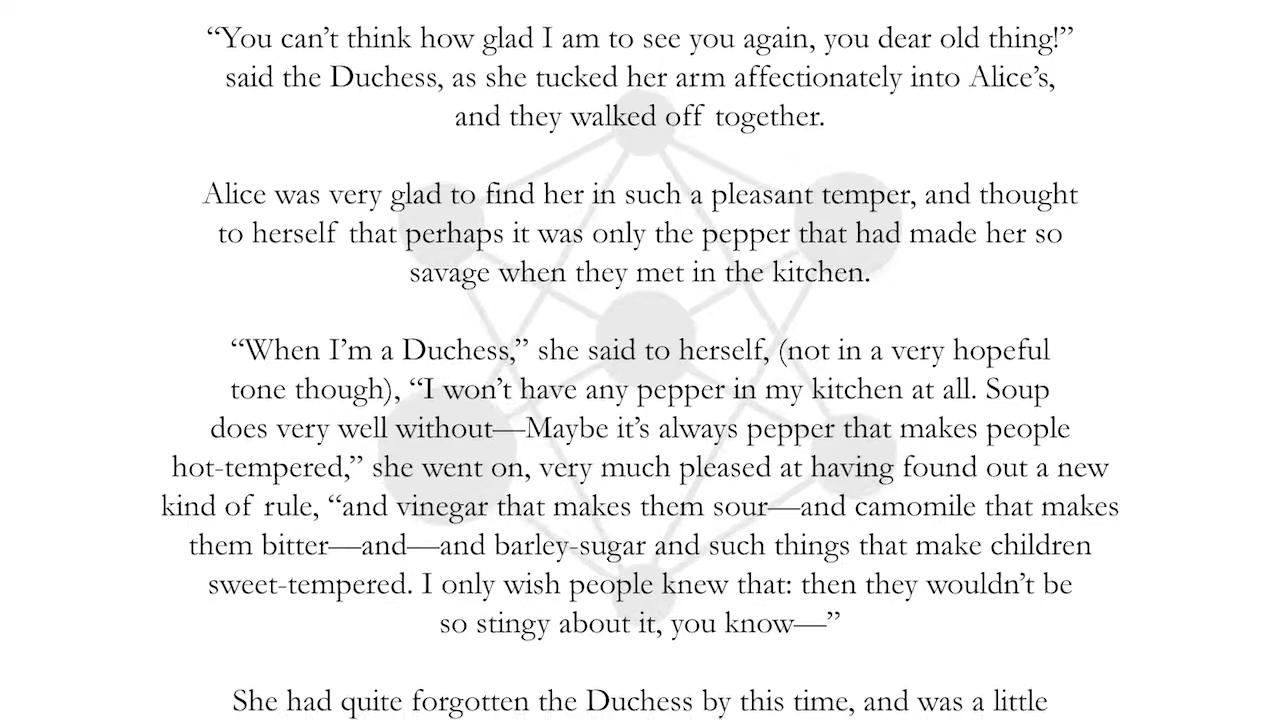 “You can’t think how glad I am to see you again, you dear old thing!”
said the Duchess, as she tucked her arm affectionately into Alice’s,
and they walked off together.
Alice was very glad to find her in such a pleasant temper, and thought
to herself that perhaps it was only the pepper that had made her so
savage when they met in the kitchen.
“When I’m a Duchess,” she said to herself, (not in a very hopeful
tone though), “I won’t have any pepper in my kitchen at all. Soup
does very well without—Maybe it’s always pepper that makes people
hot-tempered,” she went on, very much pleased at having found out a new
kind of rule, “and vinegar that makes them sour—and camomile that makes
them bitter—and—and barley-sugar and such things that make children
sweet-tempered. I only wish people knew that: then they wouldn’t be
so stingy about it, you know—”
She had quite forgotten the Duchess by this time, and was a little